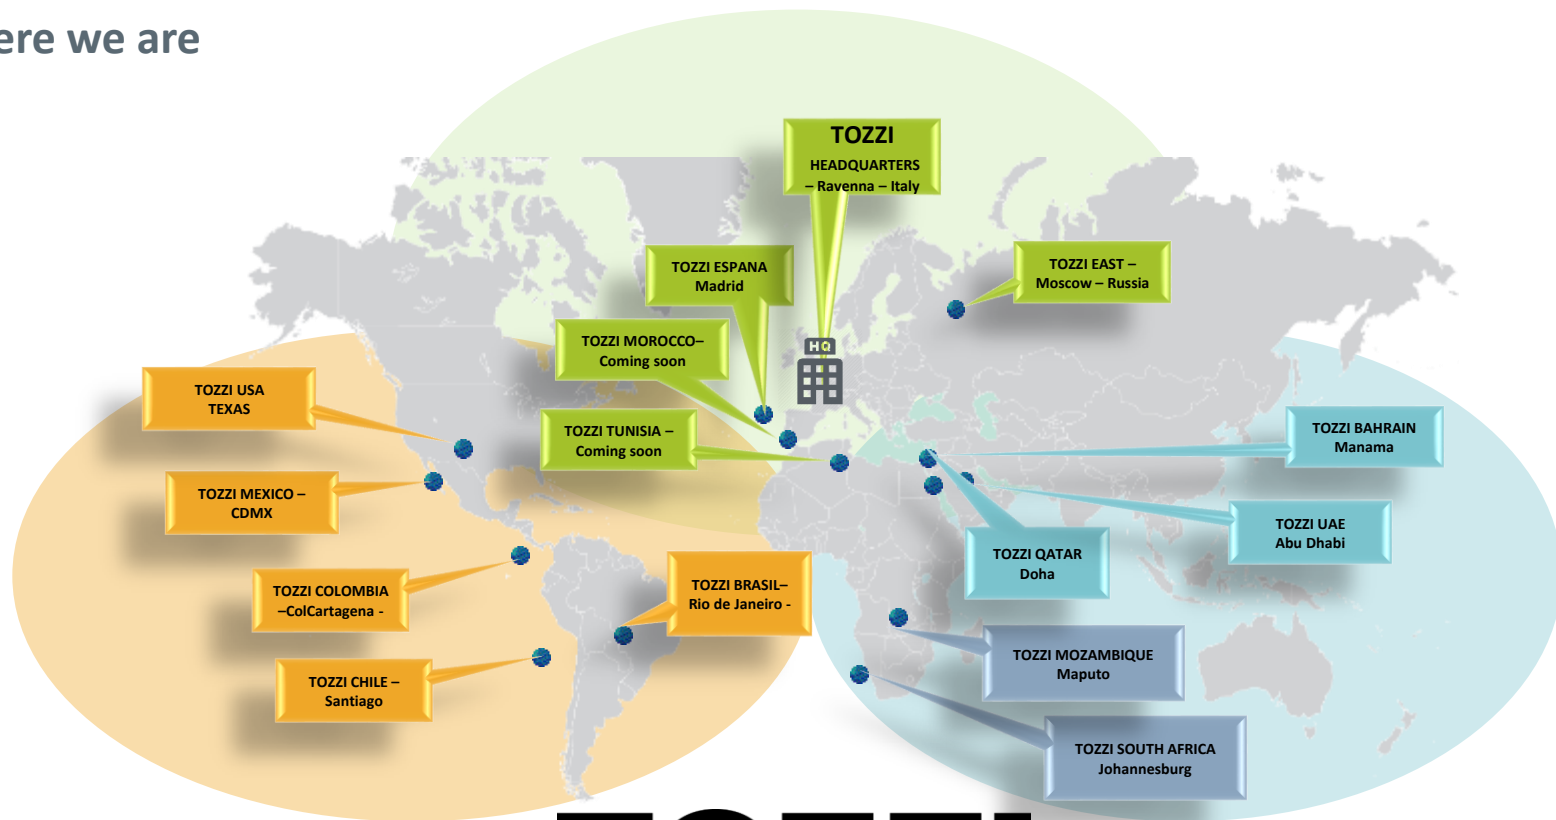 ere we are
TOZZI
HEADQUARTERS
– Ravenna – Italy
TOZZI ESPANA
Madrid
TOZZI EAST –
Moscow – Russia
TOZZI MOROCCO–
Coming soon
HQ
TOZZI USA
TEXAS
TOZZI TUNISIA –
Coming soon
TOZZI BAHRAIN
Manama
TOZZI MEXICO –
CDMX
TOZZI UAE
Abu Dhabi
TOZZI QATAR
Doha
TOZZI COLOMBIA
–ColCartagena -
TOZZI BRASIL–
Rio de Janeiro -
TOZZI MOZAMBIQUE
Maputo
TOZZI CHILE –
Santiago
TOZZI SOUTH AFRICA
Johannesburg
TOZZI